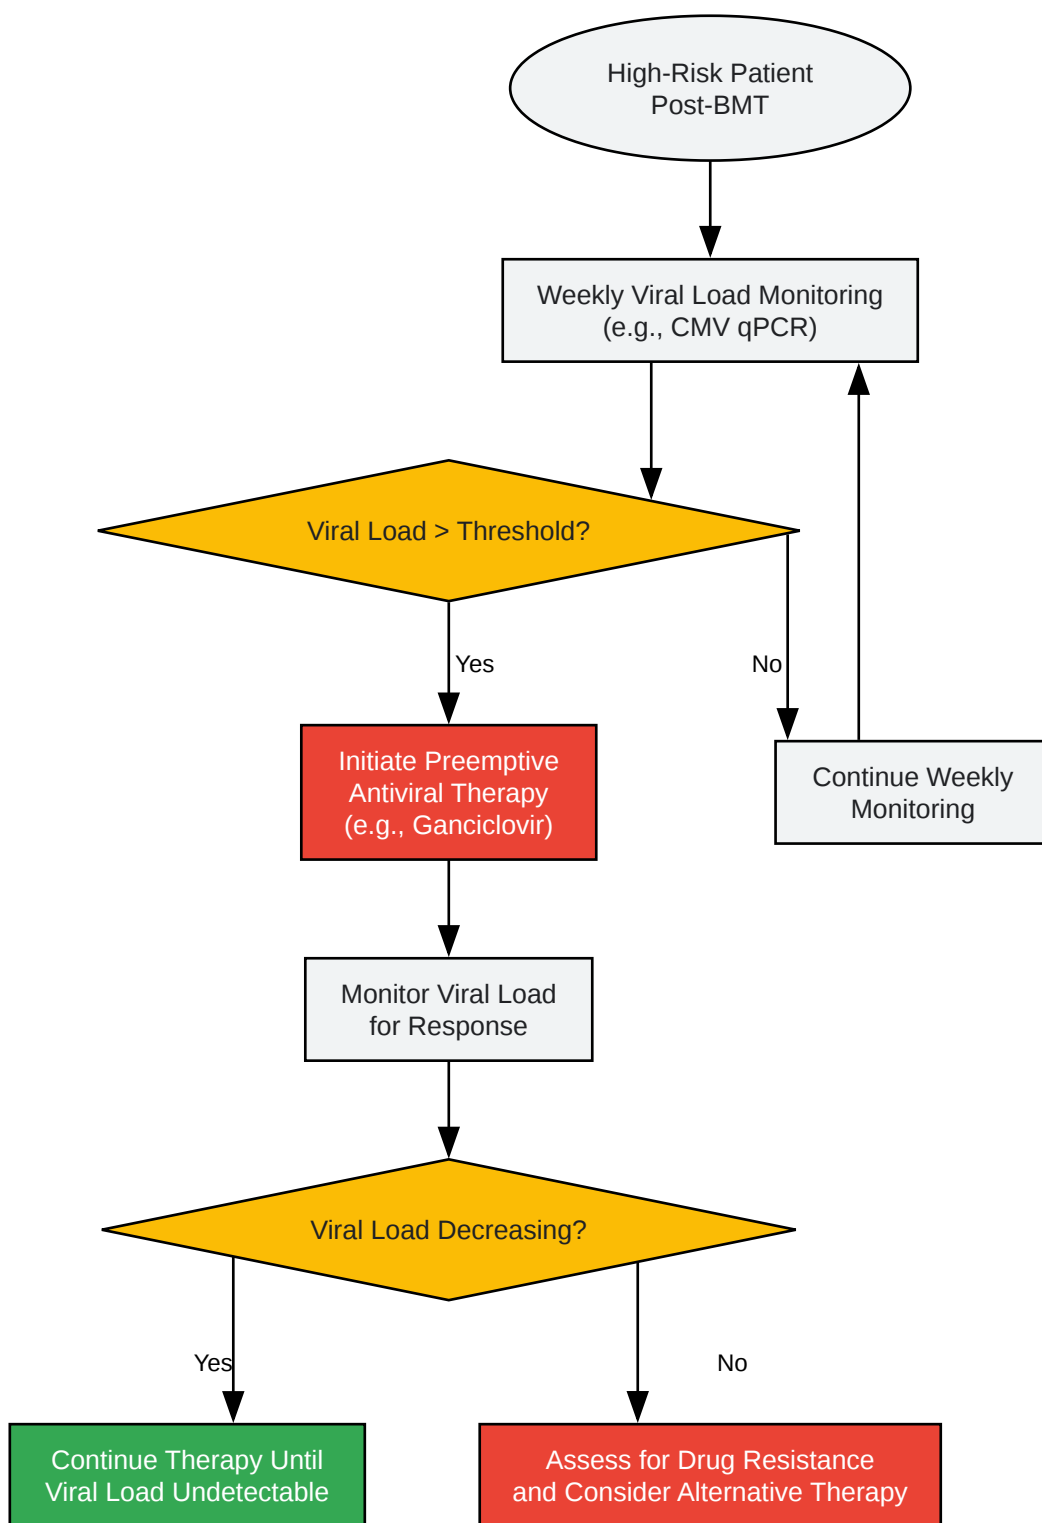 High-Risk Patient
Post-BMT
Weekly Viral Load Monitoring
(e.g., CMV qPCR)
Viral Load > Threshold?
Yes
No
Initiate Preemptive
Antiviral Therapy
(e.g., Ganciclovir)
Continue Weekly
Monitoring
Monitor Viral Load
for Response
Viral Load Decreasing?
Yes
No
Continue Therapy Until
Viral Load Undetectable
Assess for Drug Resistance
and Consider Alternative Therapy